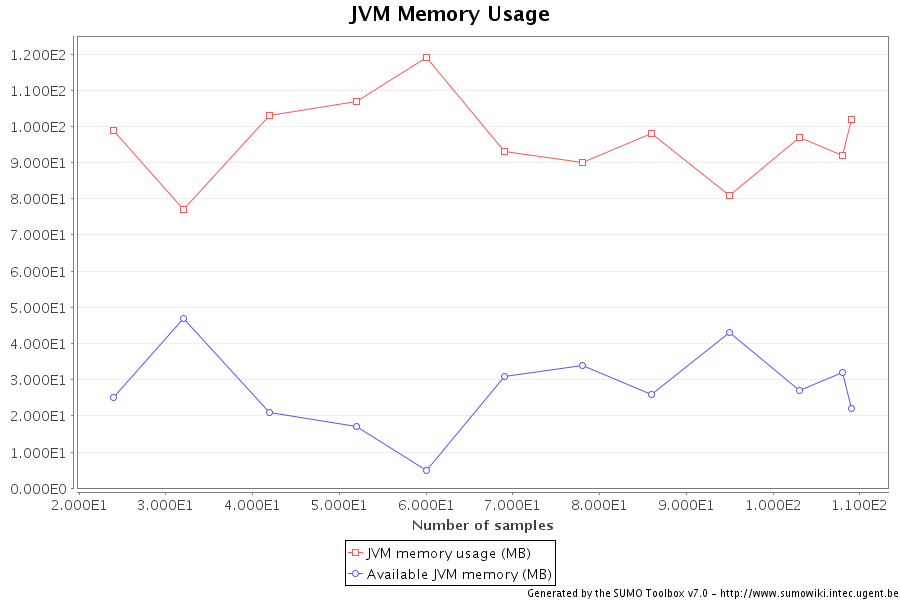 JVM Memory Usage
1.200E2
1.100E2
1.000E2
9.000E1
8.000E1
7.000E1
6.000E1
5.000E1
4.000E1
3.000E1
2.000E1
1.000E1
0.000E0
2.000E1 3.000E1 4.000E1 5.000E1 6.000E1 7.000E1 8.000E1 9.000E1 1.000E2 1.100E2
Number of samples
JVM memory usage (MB)
Available JVM memory (MB)
Generated by the SUMO Toolbox v7.0 - http://www.sumowiki.intec.ugent.be